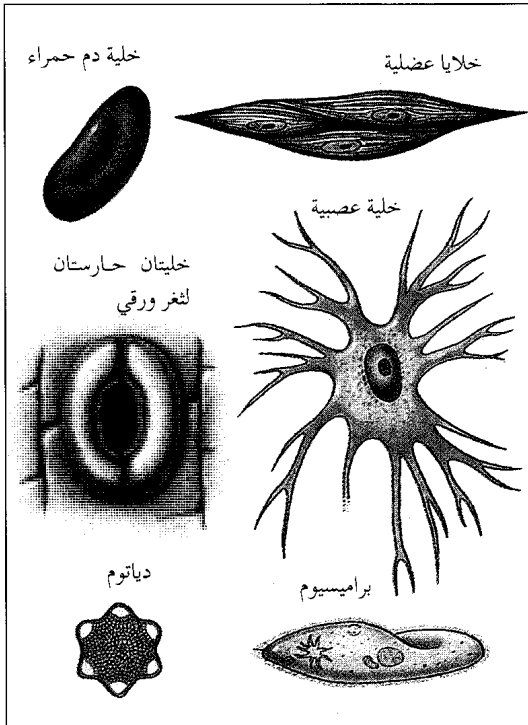 خلايا عضلية
خلية دم حمراء
خلية عصبية
خليتان حارستان
لثغر ورقي
دياتوم
براميسيوم